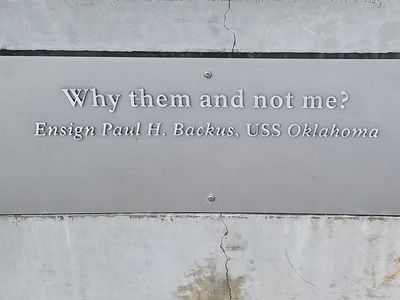 Why them and not me?
Ensign Paul H. Backus, USS Oklahoma